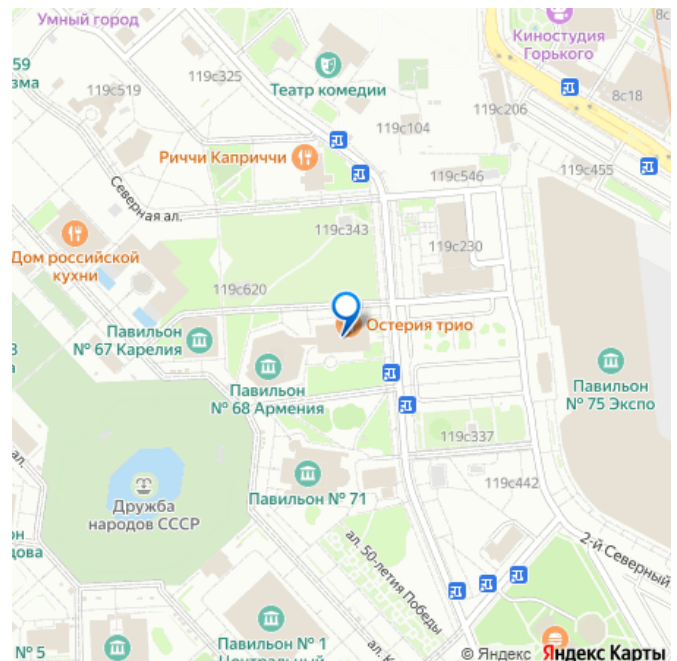 Умный город
Киностудия
Горького
59
зма
119с325
119с519
Театр комедии
8с18
119с206
119с104
Риччи Каприччи
119с546
119с455
Северная ал.
119с343
119с230
Дом российской
кухни
119с620
Остерия трио
Павильон
№ 67 Карелия
Павильон
№ 68 Армения
Павильон
№ 75 Экспо
119с337
119с442
Дружба
народов СССР
Павильон № 71
ал. 50-летия Победы
2-й Северный
Павильон № 1
№ 5
© Яндекс Яндекс Карты